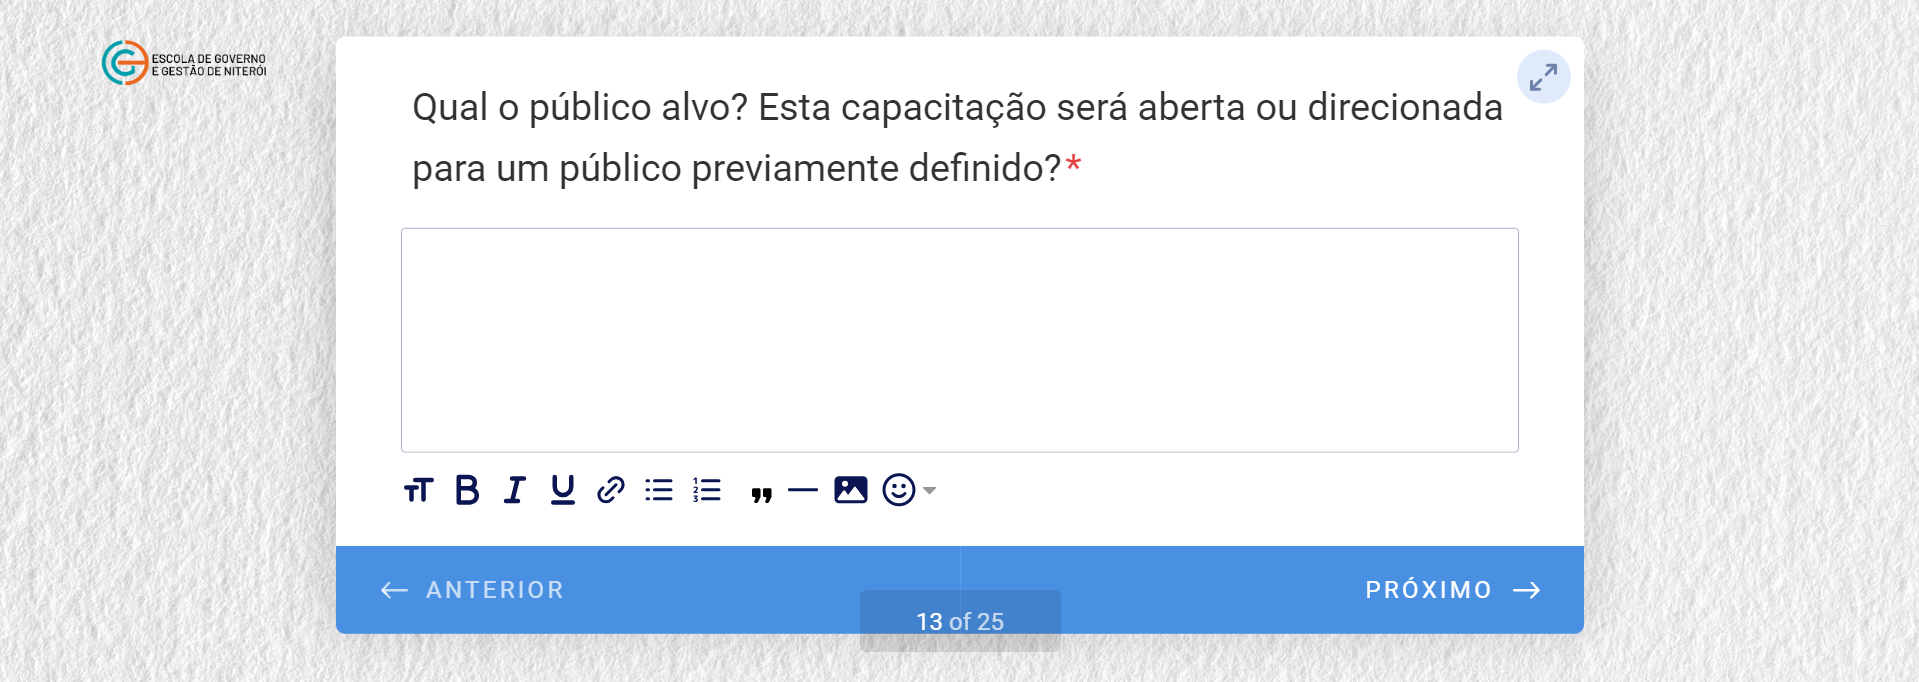 ESCOLA DE GOVERNO
E GESTÃO DE NITERÓI
Qual o público alvo? Esta capacitação será aberta ou direcionada
para um público previamente definido?*
ANTERIOR
PRÓXIMO
13 of 25